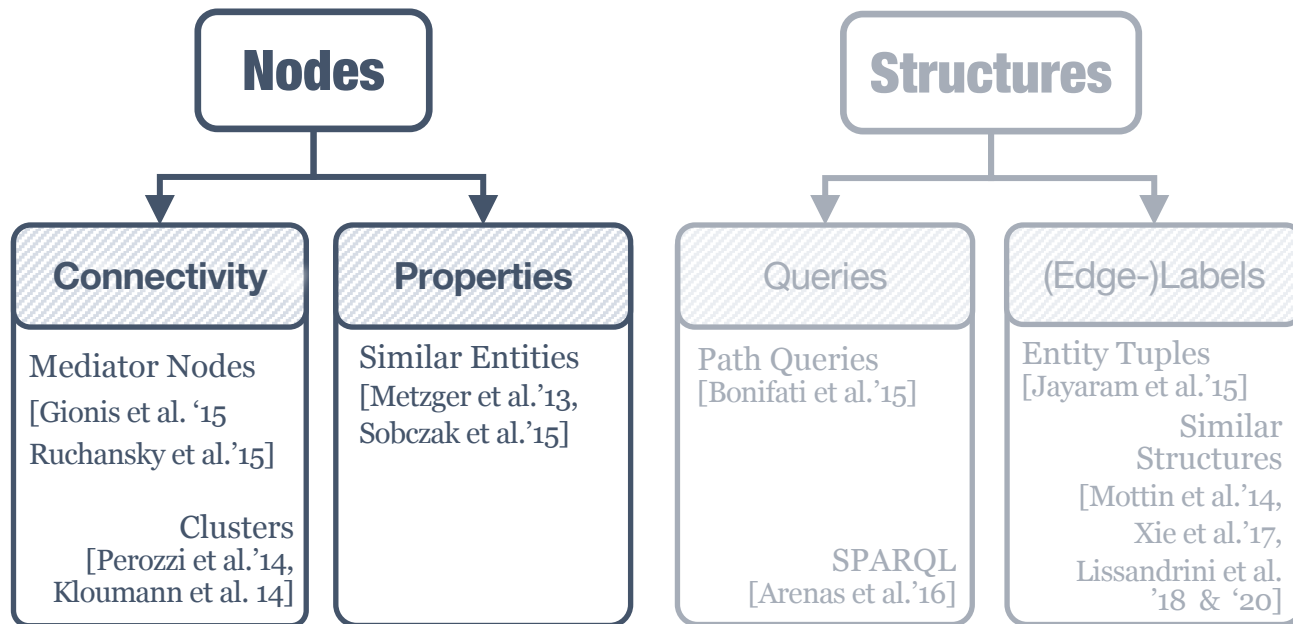 Nodes
Structures
Connectivity
Properties
Queries
(Edge-)Labels
Mediator Nodes
[Gionis et al. ‘15
Ruchansky et al.’15]
Clusters
[Perozzi et al.’14,
Kloumann et al. 14]
Similar Entities
[Metzger et al.’13,
Sobczak et al.’15]
Path Queries
[Bonifati et al.’15]
SPARQL
[Arenas et al.’16]
Entity Tuples
[Jayaram et al.’15]
Similar
Structures
[Mottin et al.’14,
Xie et al.’17,
Lissandrini et al.
’18 & ‘20]